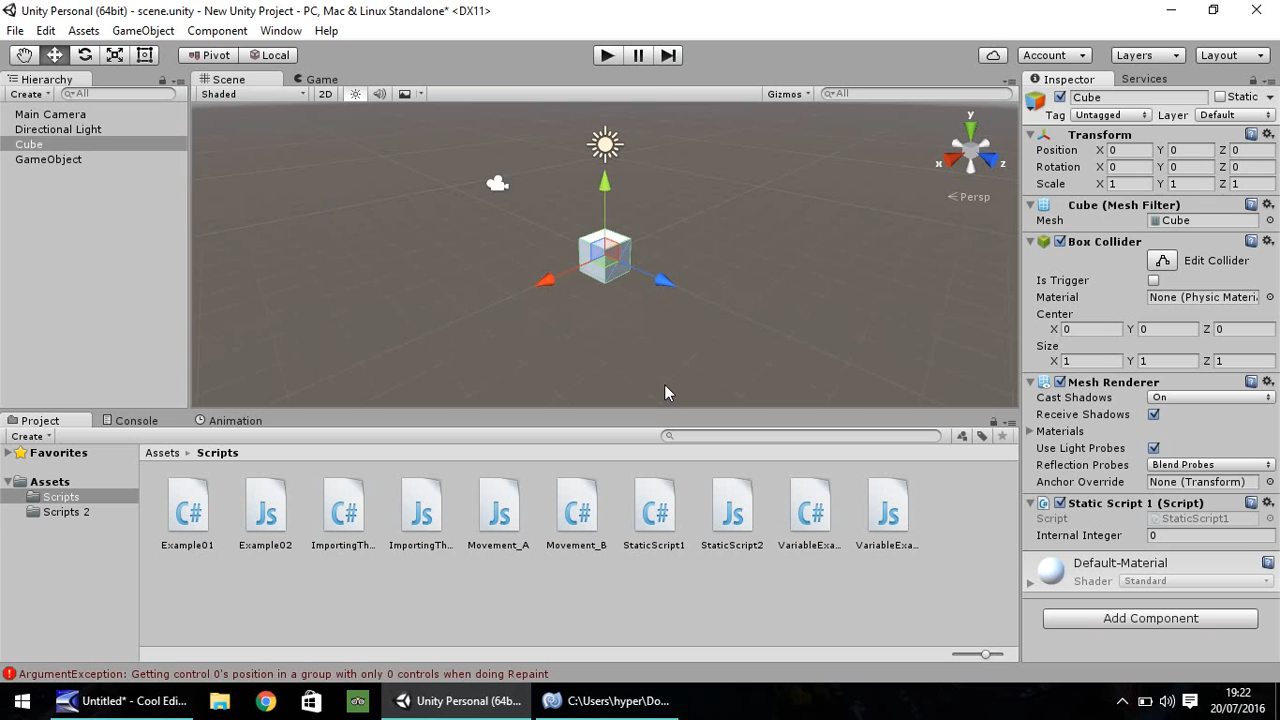 Unity Personal (64bit) - scene.unity - New Unity Project - PC, Mac & Linux Standalone* <DX11>
File Edit Assets GameObject Component Window Help
Pivot Local Account Layers Layout
Hierarchy
Create All
Main Camera
Directional Light
Cube
GameObject
Scene Game
Shaded 2D Gizmos All
y
x z
Persp
Inspector Services
Cube Static
Tag Untagged Layer Default
Transform
Position X 0 Y 0 Z 0
Rotation X 0 Y 0 Z 0
Scale X 1 Y 1 Z 1
Cube (Mesh Filter)
Mesh Cube
Box Collider
Edit Collider
Is Trigger
Material None (Physic Materi
Center
X 0 Y 0 Z 0
Size
X 1 Y 1 Z 1
Mesh Renderer
Cast Shadows On
Receive Shadows
Materials
Use Light Probes
Reflection Probes Blend Probes
Anchor Override None (Transform)
Static Script 1 (Script)
Script StaticScript1
Internal Integer 0
Default-Material
Shader Standard
Add Component
Project Console Animation
Create
Favorites
Assets
Scripts
Scripts 2
Assets Scripts
C# Js C# Js Js C# C# Js C# Js
Example01 Example02 ImportingTh... ImportingTh... Movement_A Movement_B StaticScript1 StaticScript2 VariableExa... VariableExa...
ArgumentException: Getting control 0's position in a group with only 0 controls when doing Repaint
Untitled* - Cool Edi... Unity Personal (64b... C:\Users\hyper\Do...
19:22
20/07/2016